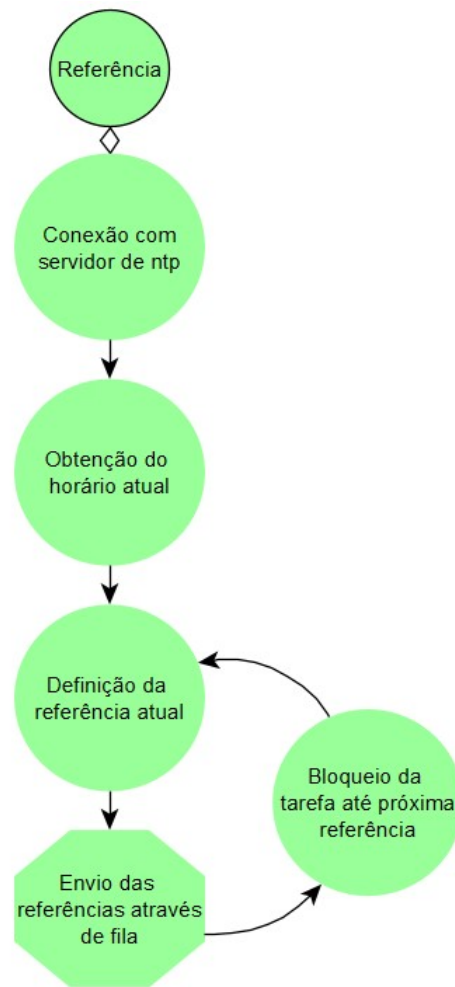 Referência
Conexão com
servidor de ntp
Obtenção do
horário atual
Definição da
referência atual
Bloqueio da
tarefa até próxima
referência
Envio das
referências através
de fila